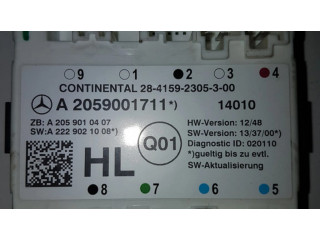 9 1 2 3 4
CONTINENTAL 28-4159-2305-3-00
A 2059001711*) 14010
ZB: A 205 901 04 07
SW:A 222 902 10 08*)
HW-Version: 12/48
SW-Version: 13/37/00*)
Diagnostic ID: 020110
*)gueltig bis zu evtl.
SW-Aktualisierung
HL
Q01
8 7 6 5